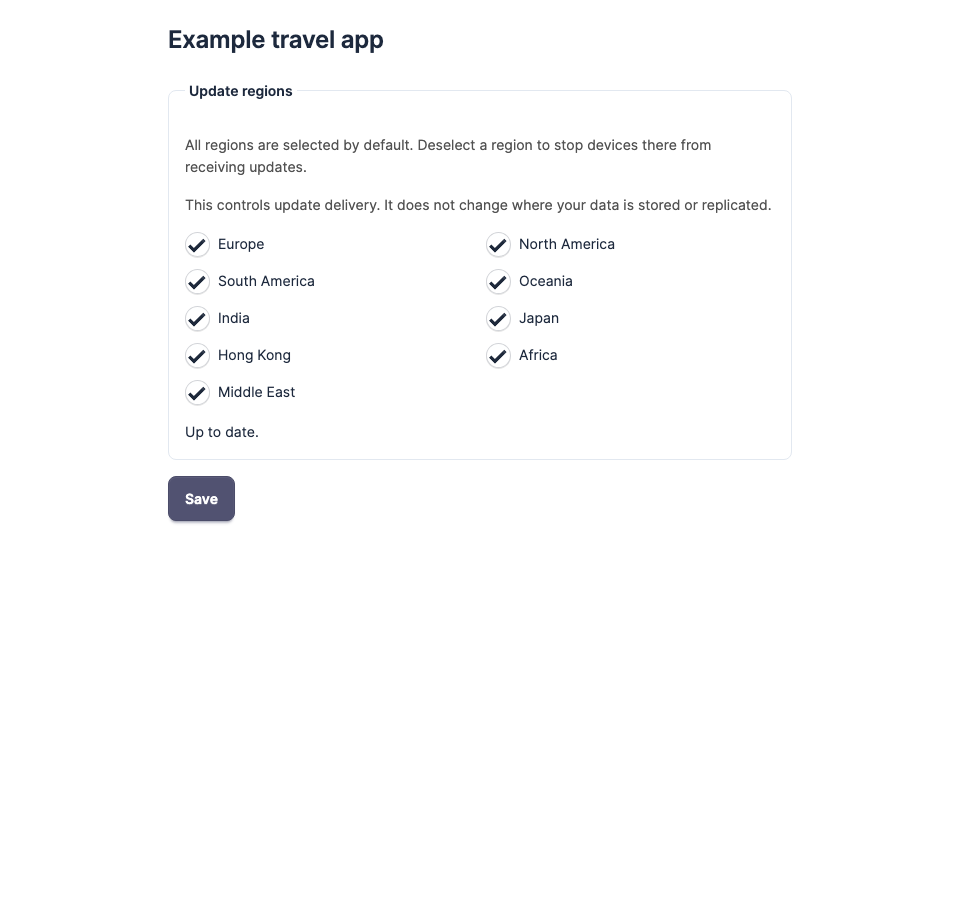 Example travel app
Update regions
All regions are selected by default. Deselect a region to stop devices there from
receiving updates.
This controls update delivery. It does not change where your data is stored or replicated.
Europe
North America
South America
Oceania
India
Japan
Hong Kong
Africa
Middle East
Up to date.
Save